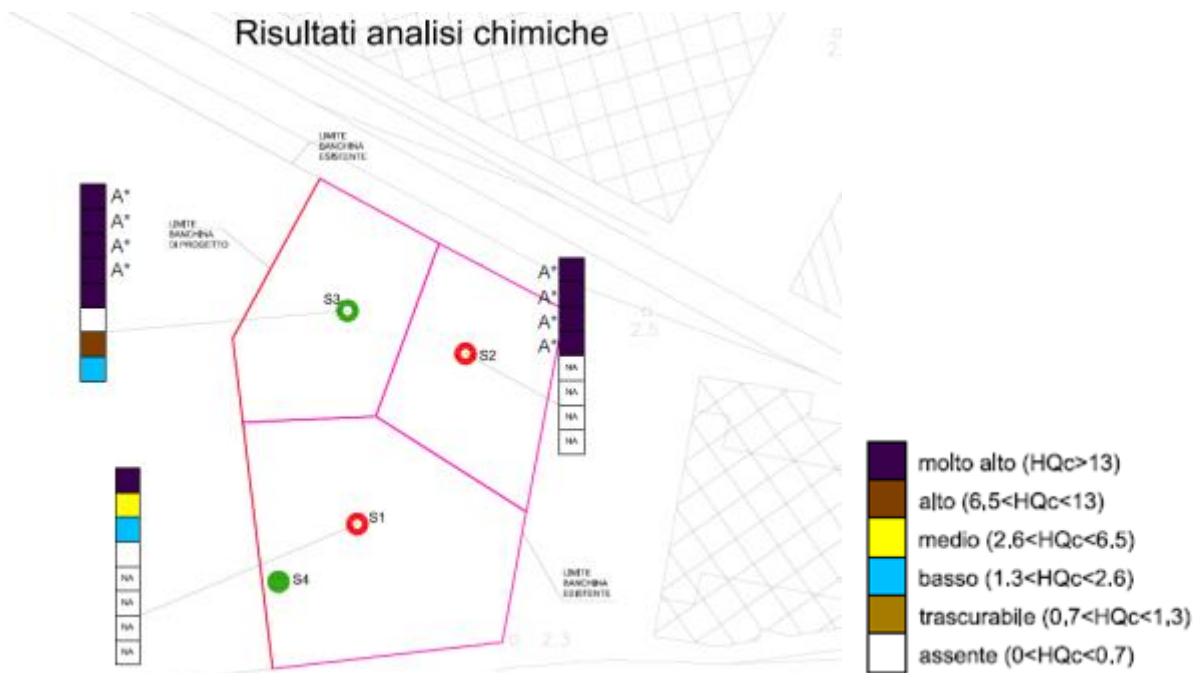 Risultati analisi chimiche
LIMITE
BANCHINA
ESISTENTE
A*
A*
A*
A*
LIMITE
BANCHINA
DI PROGETTO
S3
A*
A*
A*
A*
S2
2.5
NA
NA
NA
NA
S1
S4
NA
NA
NA
NA
LIMITE
BANCHINA
ESISTENTE
2.3
molto alto (HQc>13)
alto (6,5<HQc<13)
medio (2,6<HQc<6.5)
basso (1.3<HQc<2.6)
trascurabile (0,7<HQc<1,3)
assente (0<HQc<0.7)